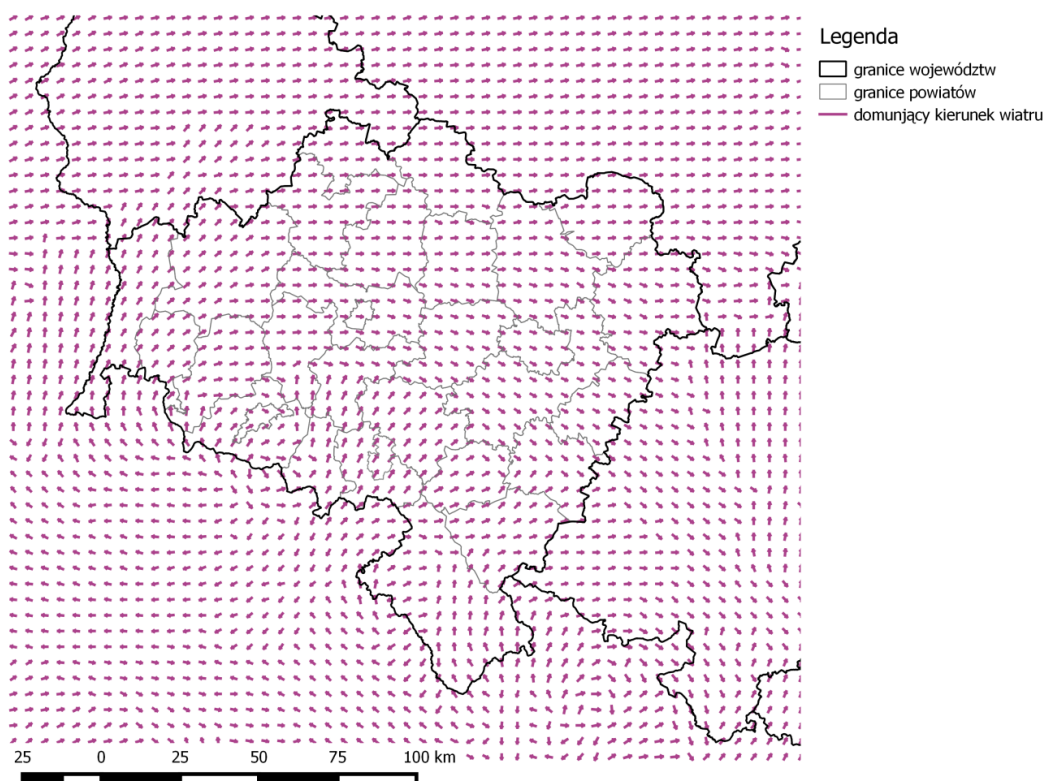 Legenda
granice województw
granice powiatów
domunjący kierunek wiatru
25 0 25 50 75 100 km